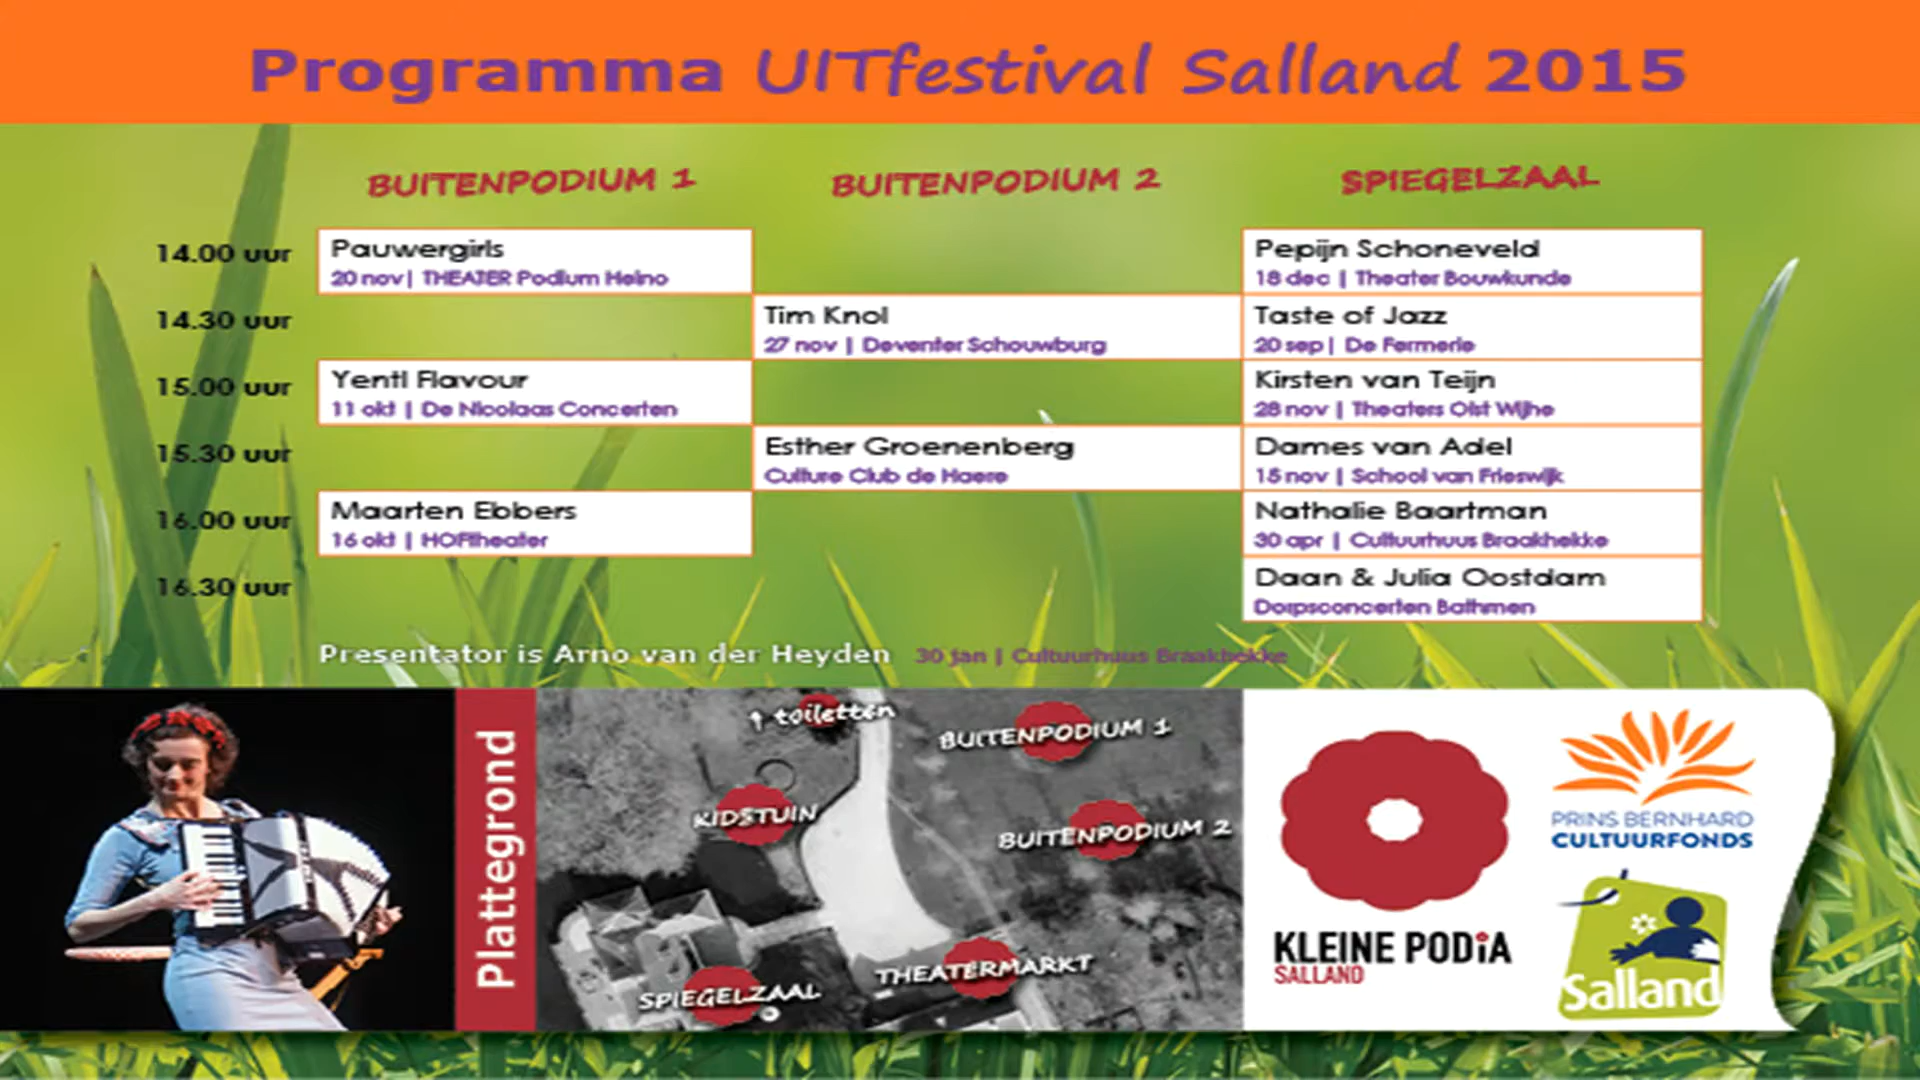 Programma UITfestival Salland 2015
BUITENPODIUM 1
BUITENPODIUM 2
SPIEGELZAAL
14.00 uur
Pauwergirls
20 nov | THEATER Podium Heino
Pepijn Schoneveld
18 dec | Theater Bouwkunde
14.30 uur
Tim Knol
27 nov | Deventer Schouwburg
Taste of Jazz
20 sep | De Fermerie
15.00 uur
Yentl Flavour
11 okt | De Nicolaas Concerten
Kirsten van Teijn
28 nov | Theaters Olst Wijhe
15.30 uur
Esther Groenenberg
Culture Club de Haere
Dames van Adel
15 nov | School van Frieswijk
16.00 uur
Maarten Ebbers
16 okt | HOFtheater
Nathalie Baartman
30 apr | Cultuurhuus Braakhekke
16.30 uur
Daan & Julia Oostdam
Dorpsconcerten Bathmen
Presentator is Arno van der Heyden 30 jan | Cultuurhuus Braakhekke
Plattegrond
↑ toiletten
BUITENPODIUM 1
KIDSTUIN
BUITENPODIUM 2
THEATERMARKT
SPIEGELZAAL
KLEINE PODiA
SALLAND
PRINS BERNHARD
CULTUURFONDS
Salland